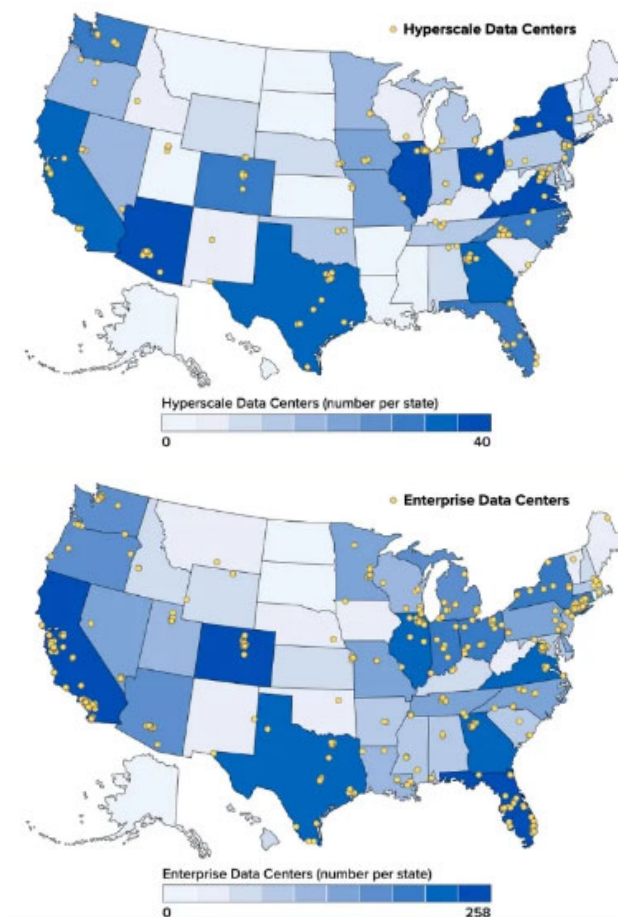 Hyperscale Data Centers
Hyperscale Data Centers (number per state)
0 40
Enterprise Data Centers
Enterprise Data Centers (number per state)
0 258